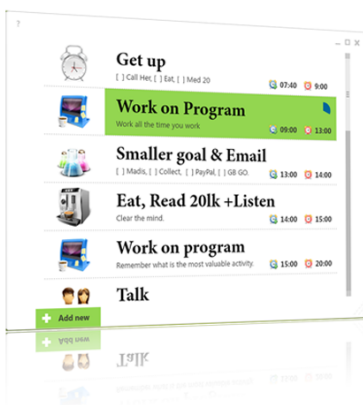 ?
Get up
[ ] Call Her, [ ] Eat, [ ] Med 20
07:40 9:00
Work on Program
Work all the time you work
09:00 13:00
Smaller goal & Email
[ ] Madis, [ ] Collect, [ ] PayPal, [ ] GB GO.
13:00 14:00
Eat, Read 20lk +Listen
Clear the mind.
14:00 15:00
Work on program
Remember what is the most valuable activity.
15:00 20:00
Talk
Add new